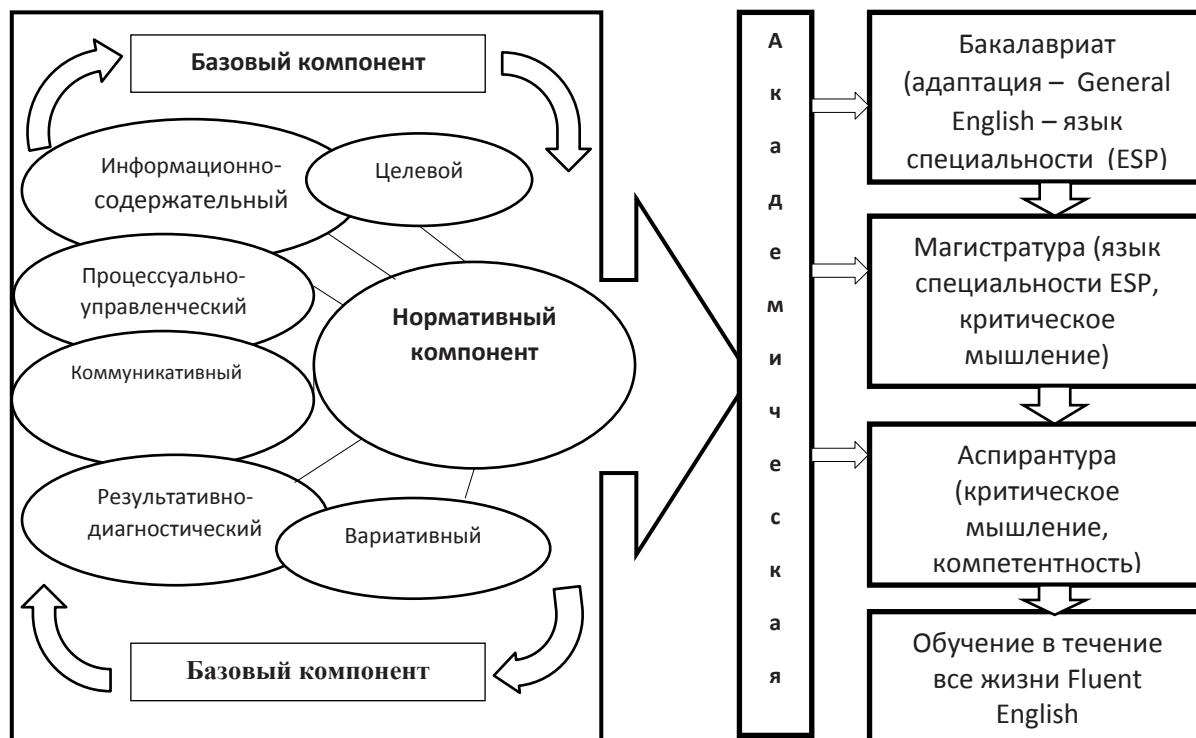 Базовый компонент
Информационно-
содержательный
Целевой
Процессуально-
управленческий
Нормативный
компонент
Коммуникативный
Результативно-
диагностический
Вариативный
Базовый компонент
А
к
а
д
е
м
и
ч
е
с
к
а
я
Бакалавриат
(адаптация – General
English – язык
специальности (ESP)
Магистратура (язык
специальности ESP,
критическое
мышление)
Аспирантура
(критическое
мышление,
компетентность)
Обучение в течение
все жизни Fluent
English